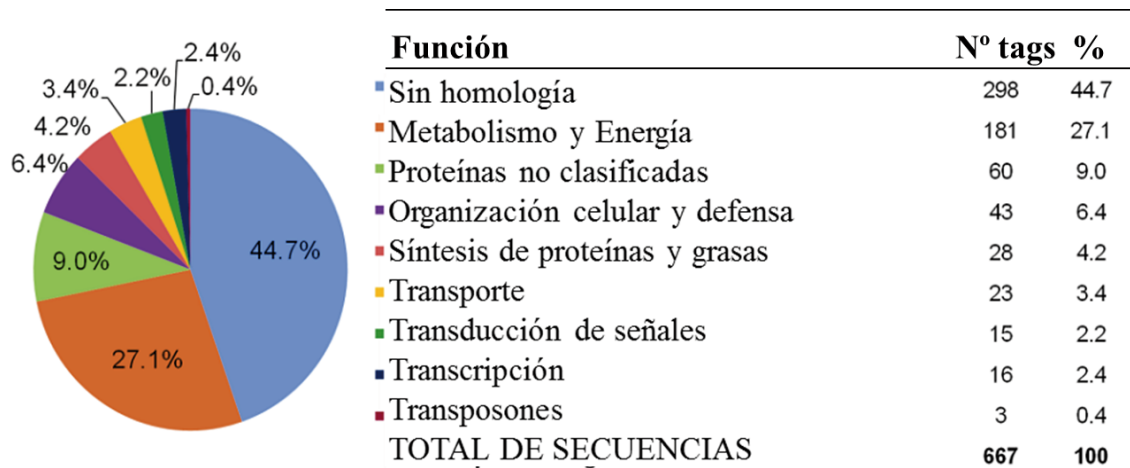 2.4%
2.2%
0.4%
3.4%
4.2%
6.4%
9.0%
44.7%
27.1%
Función Nº tags %
Sin homología 298 44.7
Metabolismo y Energía 181 27.1
Proteínas no clasificadas 60 9.0
Organización celular y defensa 43 6.4
Síntesis de proteínas y grasas 28 4.2
Transporte 23 3.4
Transducción de señales 15 2.2
Transcripción 16 2.4
Transposones 3 0.4
TOTAL DE SECUENCIAS 667 100